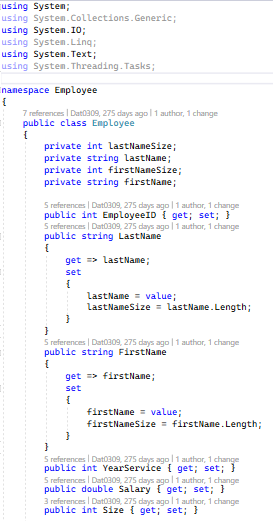 using System;
using System.Collections.Generic;
using System.IO;
using System.Linq;
using System.Text;
using System.Threading.Tasks;
namespace Employee
{
7 references | Dat0309, 275 days ago | 1 author, 1 change
public class Employee
{
private int lastNameSize;
private string lastName;
private int firstNameSize;
private string firstName;
5 references | Dat0309, 275 days ago | 1 author, 1 change
public int EmployeeID { get; set; }
5 references | Dat0309, 275 days ago | 1 author, 1 change
public string LastName
{
get => lastName;
set
{
lastName = value;
lastNameSize = lastName.Length;
}
}
5 references | Dat0309, 275 days ago | 1 author, 1 change
public string FirstName
{
get => firstName;
set
{
firstName = value;
firstNameSize = firstName.Length;
}
}
5 references | Dat0309, 275 days ago | 1 author, 1 change
public int YearService { get; set; }
5 references | Dat0309, 275 days ago | 1 author, 1 change
public double Salary { get; set; }
3 references | Dat0309, 275 days ago | 1 author, 1 change
public int Size { get; set; }